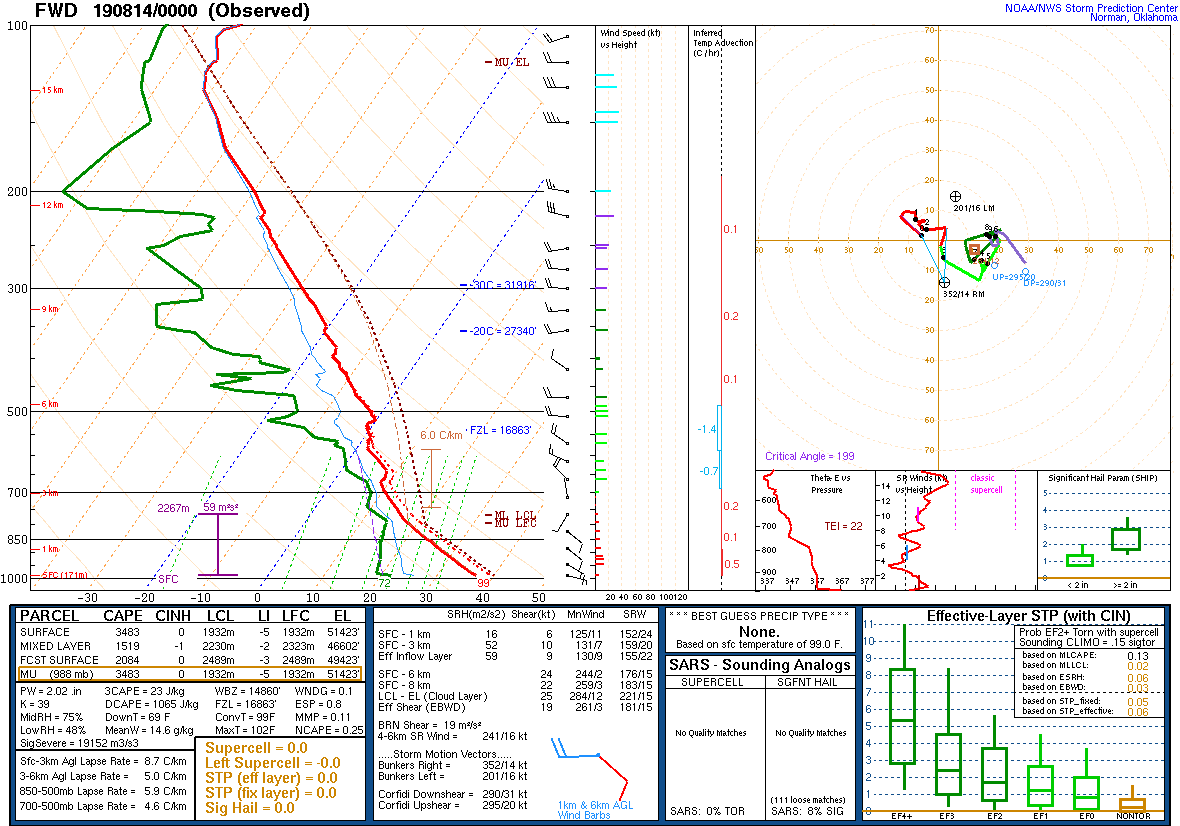 FWD 190814/0000 (Observed)
NOAA/NWS Storm Prediction Center
Norman, Oklahoma
100
200
300
500
700
850
1000
15 km
12 km
9 km
6 km
3 km
1 km
SFC (171m)
MU EL
-30C = 31916'
-20C = 27340'
FZL = 16863'
6.0 C/km
ML LCL
MU LFC
2267m
59 m²s²
SFC
72
99
-30 -20 -10 0 10 20 30 40 50
Wind Speed (kt)
vs Height
20 40 60 80 100 120
Inferred
Temp Advection
(C / hr)
0.1
0.2
0.1
-1.4
-0.7
0.2
0.1
0.5
70
60
50
40
30
20
10
10
20
30
40
50
60
70
201/16 LM
352/14 RM
UP=295/20
DP=290/31
Critical Angle = 199
Theta-E vs
Pressure
600
700
800
900
TEI = 22
337 347 357 367 377
SR Winds (kt)
vs Height
classic
supercell
14
12
10
8
6
4
2
Significant Hail Param (SHIP)
5
4
3
2
1
0
< 2 in >= 2 in
PARCEL CAPE CINH LCL LI LFC EL
SURFACE 3483 0 1932m -5 1932m 51423'
MIXED LAYER 1519 -1 2230m -2 2323m 46602'
FCST SURFACE 2084 0 2489m -3 2489m 49423'
MU (988 mb) 3483 0 1932m -5 1932m 51423'
PW = 2.02 in 3CAPE = 23 J/kg WBZ = 14860' WNDG = 0.1
K = 39 DCAPE = 1065 J/kg FZL = 16863' ESP = 0.8
MidRH = 75% DownT = 69 F ConvT = 99F MMP = 0.11
LowRH = 48% MeanW = 14.6 g/kg MaxT = 102F NCAPE = 0.25
SigSevere = 19152 m3/s3
Sfc-3km Agl Lapse Rate = 8.7 C/km
3-6km Agl Lapse Rate = 5.0 C/km
850-500mb Lapse Rate = 5.9 C/km
700-500mb Lapse Rate = 4.6 C/km
Supercell = 0.0
Left Supercell = -0.0
STP (eff layer) = 0.0
STP (fix layer) = 0.0
Sig Hail = 0.0
SRH(m2/s2) Shear(kt) MnWind SRW
SFC - 1 km 16 6 125/11 152/24
SFC - 3 km 52 10 131/7 159/20
Eff Inflow Layer 59 9 130/9 155/22
SFC - 6 km 24 244/2 176/15
SFC - 8 km 22 259/3 183/15
LCL - EL (Cloud Layer) 25 284/12 221/15
Eff Shear (EBWD) 19 261/3 181/15
BRN Shear = 19 m²/s²
4-6km SR Wind = 241/16 kt
.....Storm Motion Vectors.....
Bunkers Right = 352/14 kt
Bunkers Left = 201/16 kt
Corfidi Downshear = 290/31 kt
Corfidi Upshear = 295/20 kt
1km & 6km AGL
Wind Barbs
* * * BEST GUESS PRECIP TYPE * * *
None.
Based on sfc temperature of 99.0 F.
SARS - Sounding Analogs
SUPERCELL SGFNT HAIL
No Quality Matches No Quality Matches
(111 loose matches)
SARS: 0% TOR SARS: 8% SIG
Effective-Layer STP (with CIN)
Prob EF2+ Torn with supercell
Sounding CLIMO = .15 sigtor
based on MLCAPE: 0.13
based on MLLCL: 0.02
based on ESRH: 0.06
based on EBWD: 0.03
based on STP_fixed: 0.05
based on STP_effective: 0.06
11
10
9
8
7
6
5
4
3
2
1
0
EF4+ EF3 EF2 EF1 EF0 NONTOR